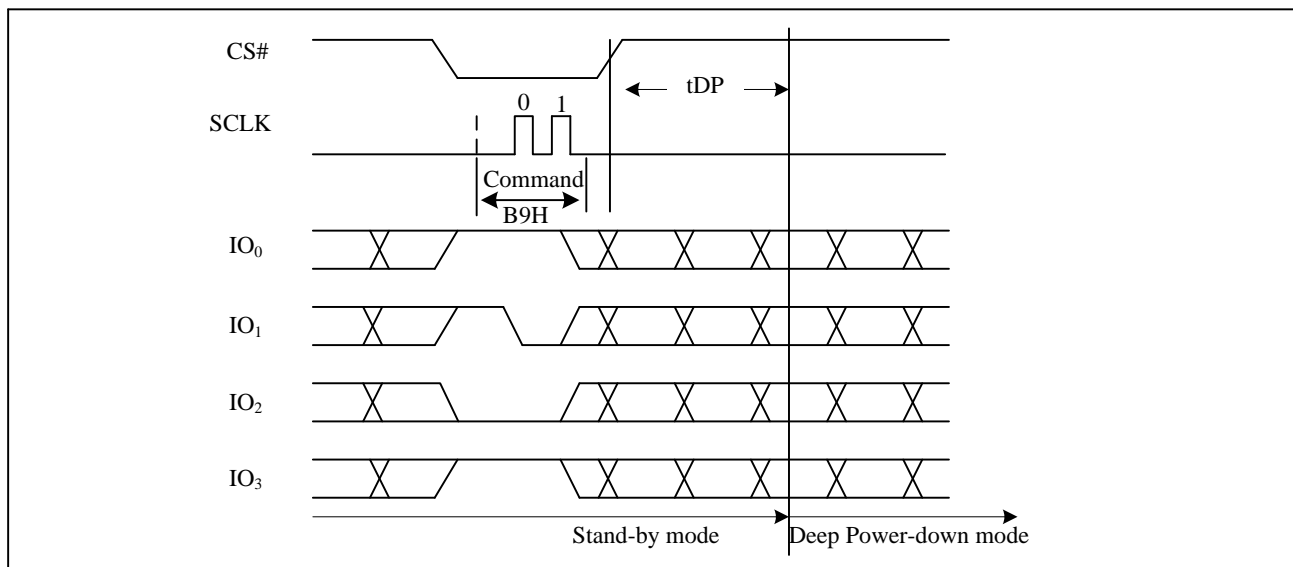 CS#
tDP
0 1
SCLK
Command
B9H
IO₀
IO₁
IO₂
IO₃
Stand-by mode Deep Power-down mode